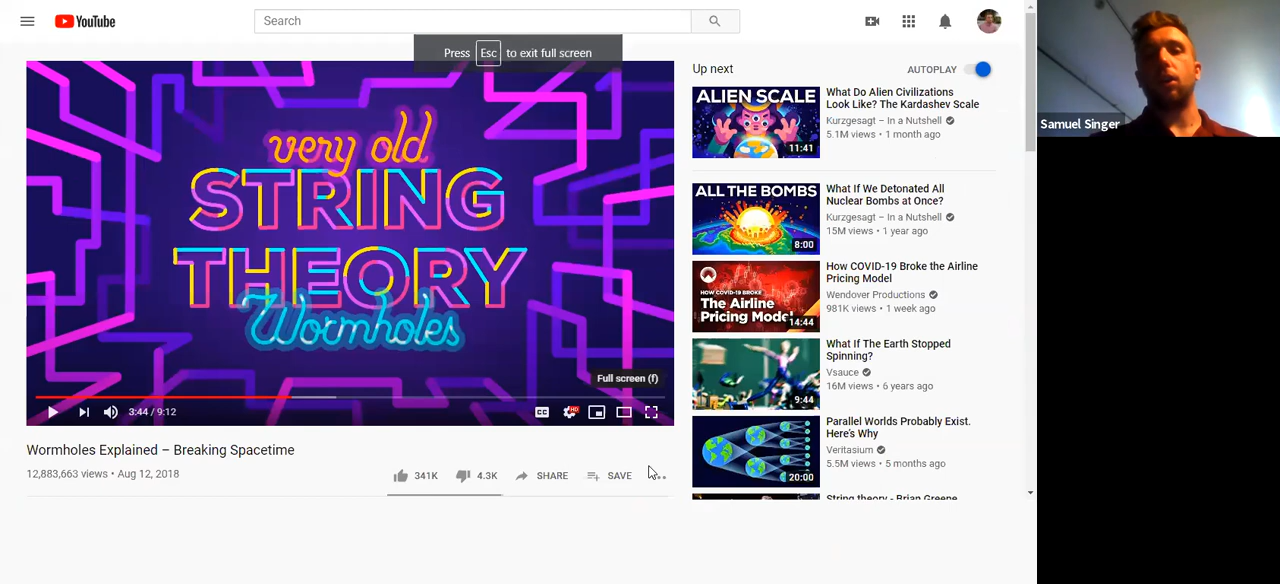 YouTube
Search
Press Esc to exit full screen
very old
STRING
THEORY
Wormholes
Full screen (f)
3:44 / 9:12
CC
HD
Wormholes Explained – Breaking Spacetime
12,883,663 views • Aug 12, 2018
341K
4.3K
SHARE
SAVE
Up next
AUTOPLAY
ALIEN SCALE
11:41
What Do Alien Civilizations
Look Like? The Kardashev Scale
Kurzgesagt – In a Nutshell
5.1M views • 1 month ago
ALL THE BOMBS
8:00
What If We Detonated All
Nuclear Bombs at Once?
Kurzgesagt – In a Nutshell
15M views • 1 year ago
HOW COVID-19 BROKE
The Airline
Pricing Model
14:44
How COVID-19 Broke the Airline
Pricing Model
Wendover Productions
981K views • 1 week ago
9:44
What If The Earth Stopped
Spinning?
Vsauce
16M views • 6 years ago
20:00
Parallel Worlds Probably Exist.
Here's Why
Veritasium
5.5M views • 5 months ago
String theory - Brian Greene
Samuel Singer